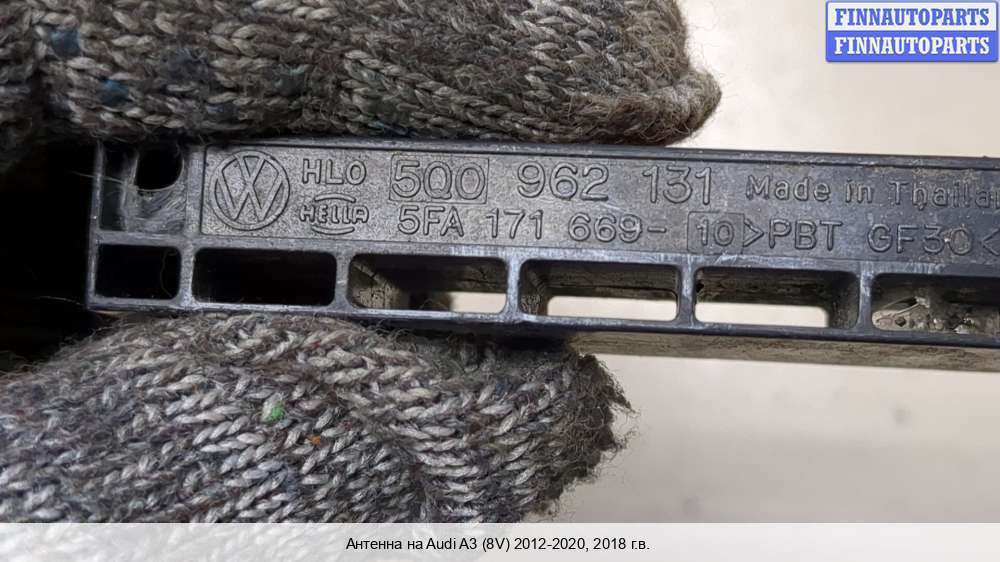 FINNAUTOPARTS
FINNAUTOPARTS
HLO 5Q0 962 131 Made in Thaila
HELLA 5FA 171 669- 10 >PBT GF30<
Антенна на Audi A3 (8V) 2012-2020, 2018 г.в.